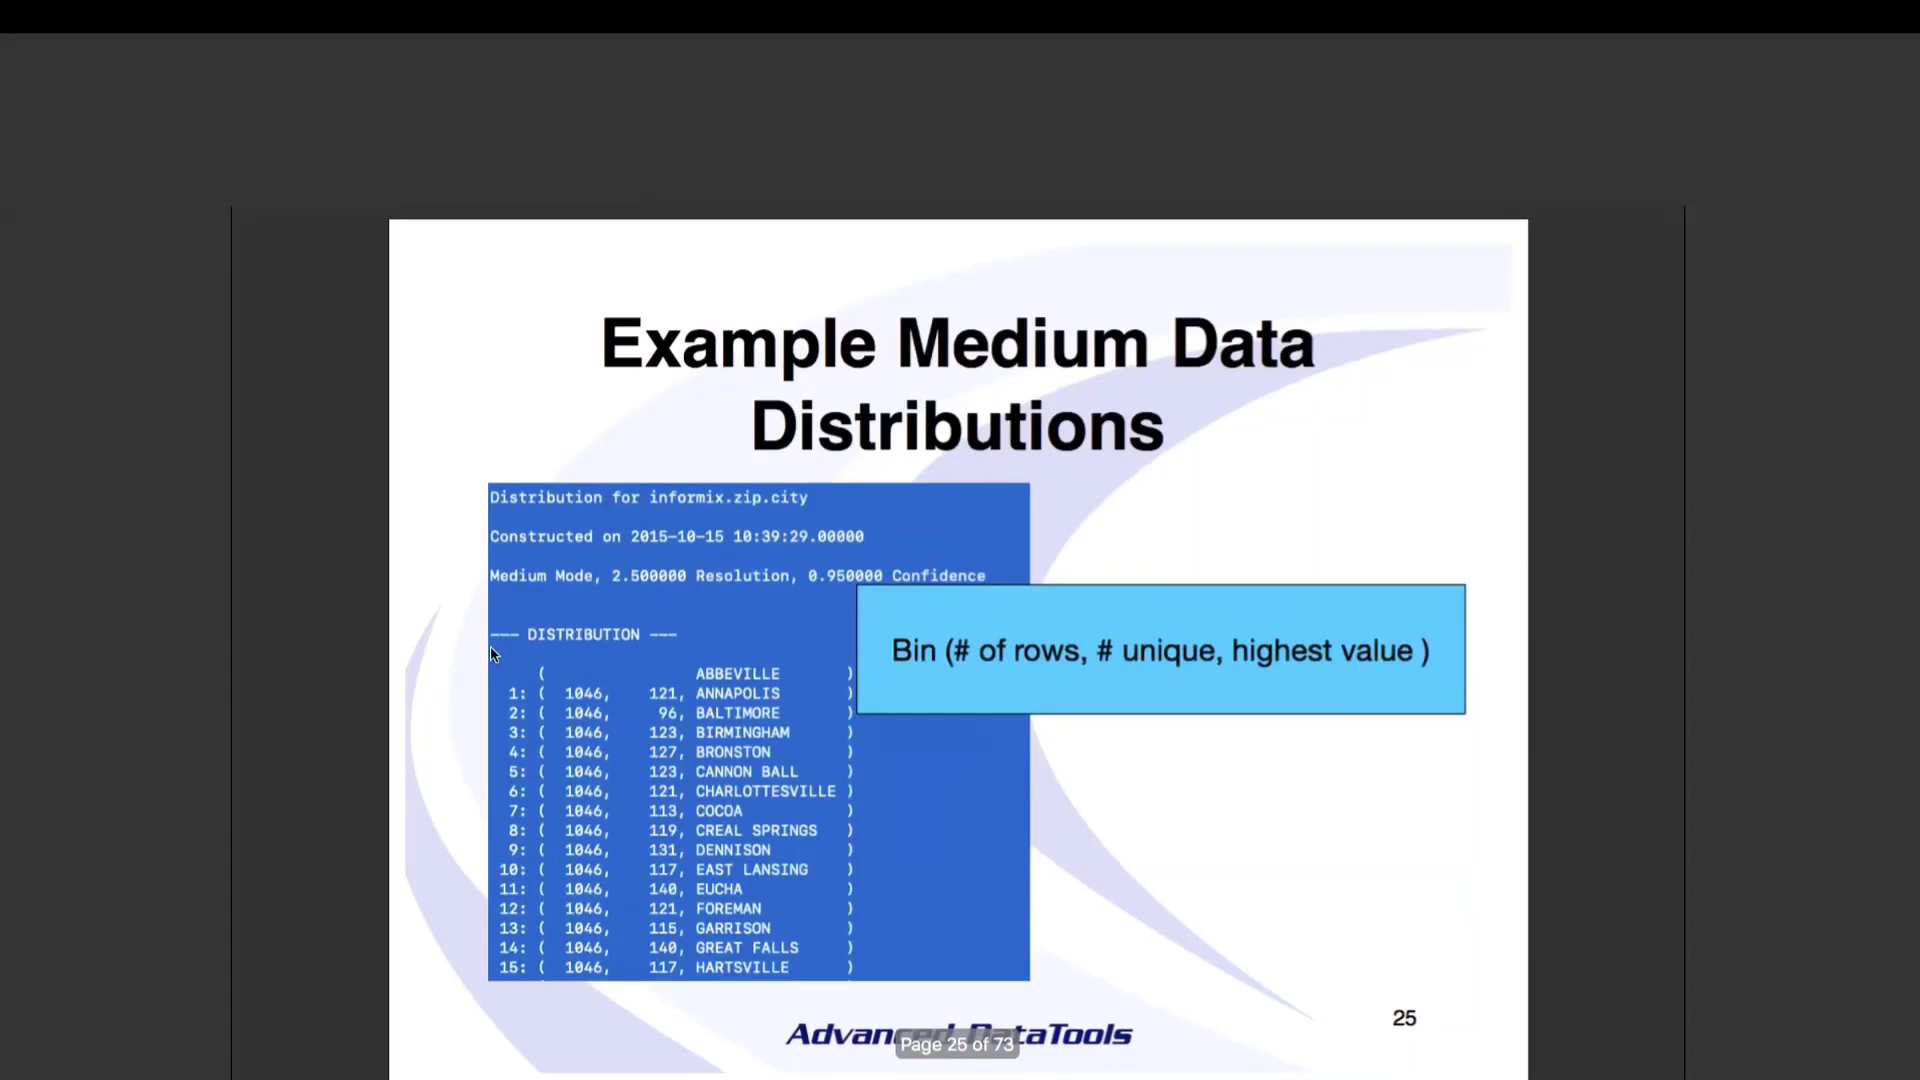 Example Medium Data
Distributions
Distribution for informix.zip.city
Constructed on 2015-10-15 10:39:29.00000
Medium Mode, 2.500000 Resolution, 0.950000 Confidence
--- DISTRIBUTION ---
( ABBEVILLE )
1: ( 1046, 121, ANNAPOLIS )
2: ( 1046, 96, BALTIMORE )
3: ( 1046, 123, BIRMINGHAM )
4: ( 1046, 127, BRONSTON )
5: ( 1046, 123, CANNON BALL )
6: ( 1046, 121, CHARLOTTESVILLE )
7: ( 1046, 113, COCOA )
8: ( 1046, 119, CREAL SPRINGS )
9: ( 1046, 131, DENNISON )
10: ( 1046, 117, EAST LANSING )
11: ( 1046, 140, EUCHA )
12: ( 1046, 121, FOREMAN )
13: ( 1046, 115, GARRISON )
14: ( 1046, 140, GREAT FALLS )
15: ( 1046, 117, HARTSVILLE )
Bin (# of rows, # unique, highest value )
Advanced DataTools
Page 25 of 73
25